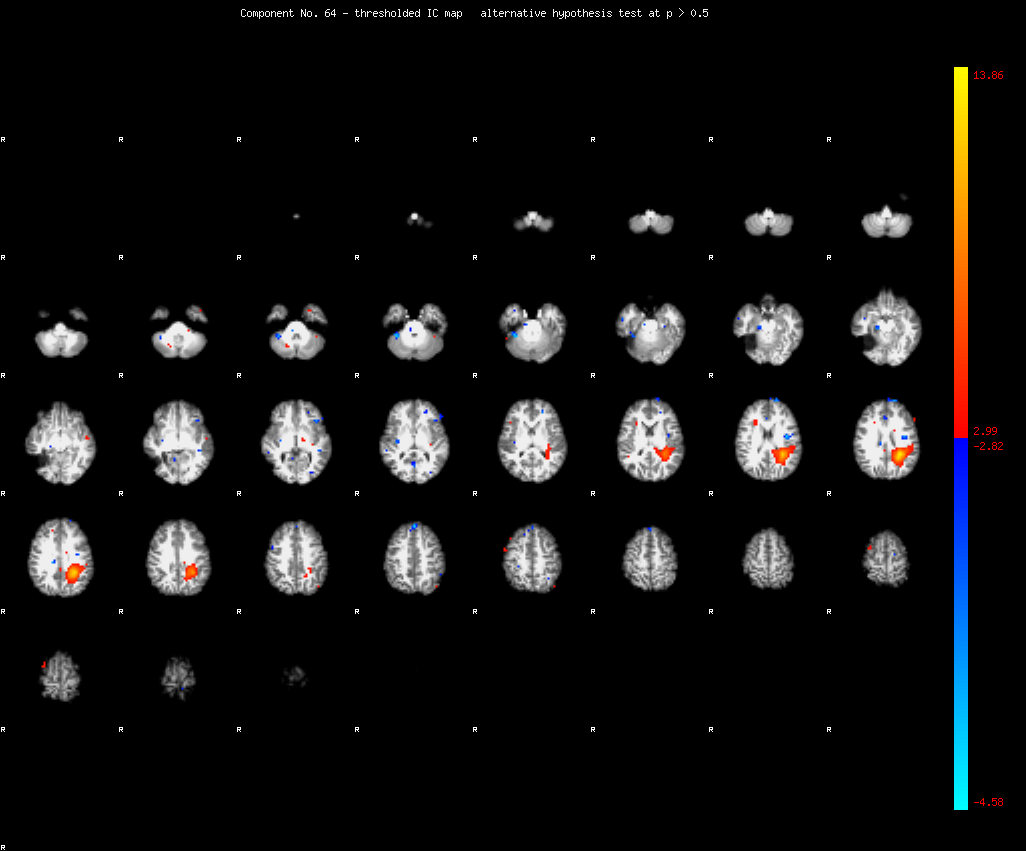 Component No. 64 - thresholded IC map   alternative hypothesis test at p > 0.5
13.86
R R R R R R R R
R R R R R R R R
R R R R R R R R
2.99
-2.82
R R R R R R R R
R R R R R R R R
R R R R R R R R
-4.58
R